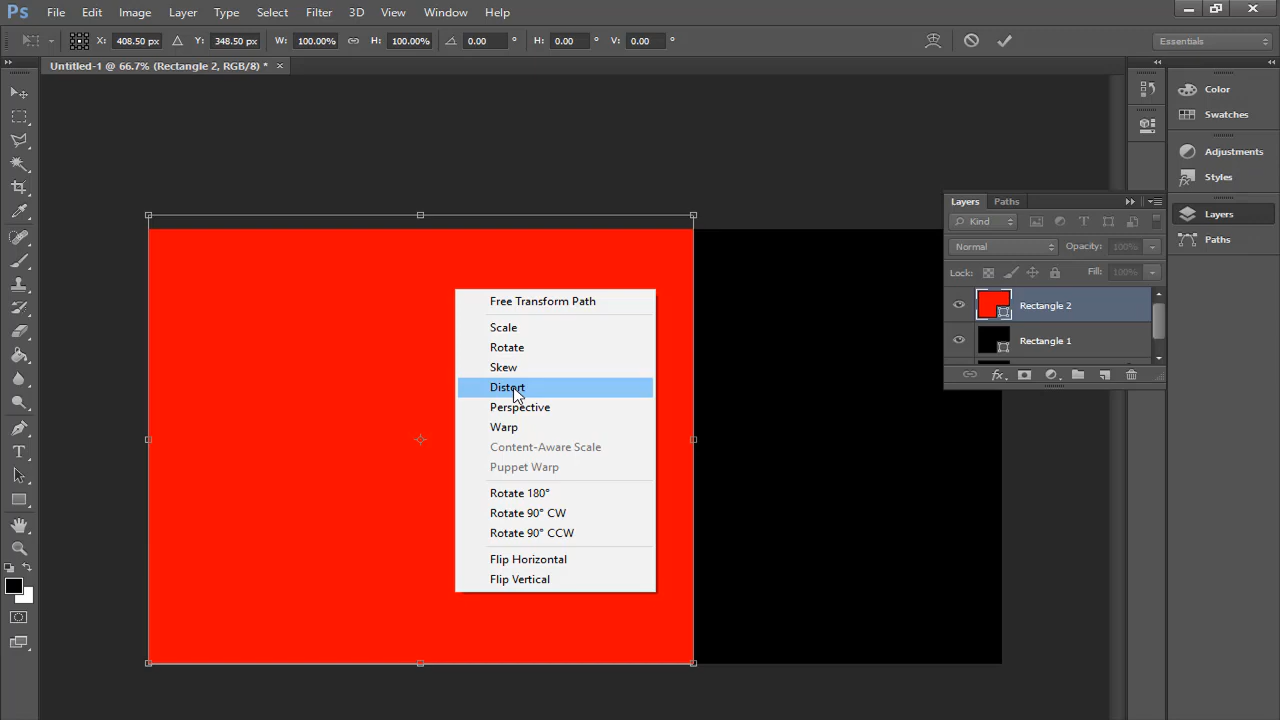 Ps File Edit Image Layer Type Select Filter 3D View Window Help
X: 408.50 px Y: 348.50 px W: 100.00% H: 100.00% 0.00 ° H: 0.00 ° V: 0.00 ° Essentials
Untitled-1 @ 66.7% (Rectangle 2, RGB/8) * ×
Color
Swatches
Adjustments
Styles
Layers
Paths
Layers Paths
Kind T
Normal Opacity: 100%
Lock: Fill: 100%
Rectangle 2
Rectangle 1
fx
Free Transform Path
Scale
Rotate
Skew
Distort
Perspective
Warp
Content-Aware Scale
Puppet Warp
Rotate 180°
Rotate 90° CW
Rotate 90° CCW
Flip Horizontal
Flip Vertical